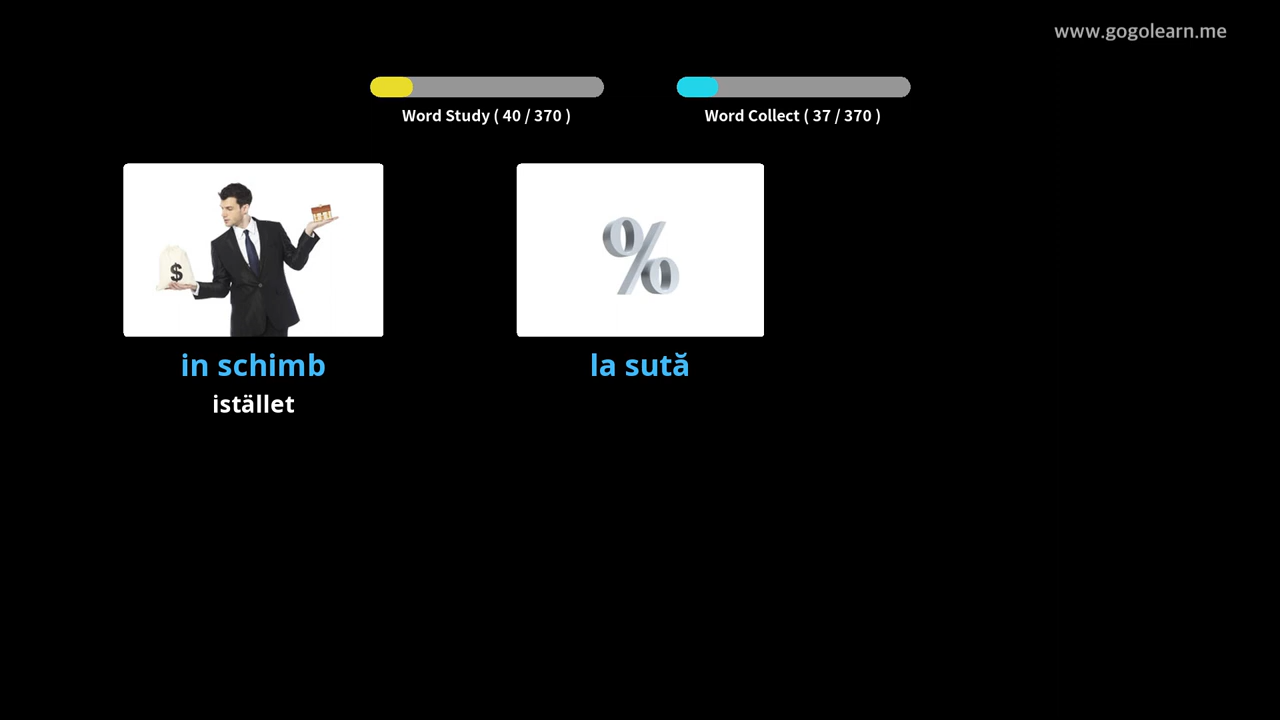 www.gogolearn.me
Word Study ( 40 / 370 )
Word Collect ( 37 / 370 )
$
%
in schimb
la sută
istället